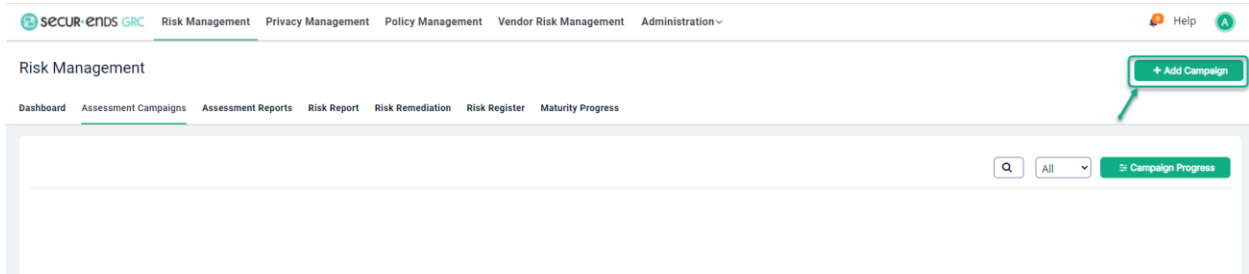 SECUR-ENDS GRC Risk Management Privacy Management Policy Management Vendor Risk Management Administration Help A
Risk Management
+ Add Campaign
Dashboard Assessment Campaigns Assessment Reports Risk Report Risk Remediation Risk Register Maturity Progress
All Campaign Progress